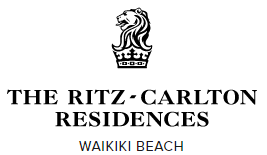 THE RITZ-CARLTON
RESIDENCES
WAIKIKI BEACH